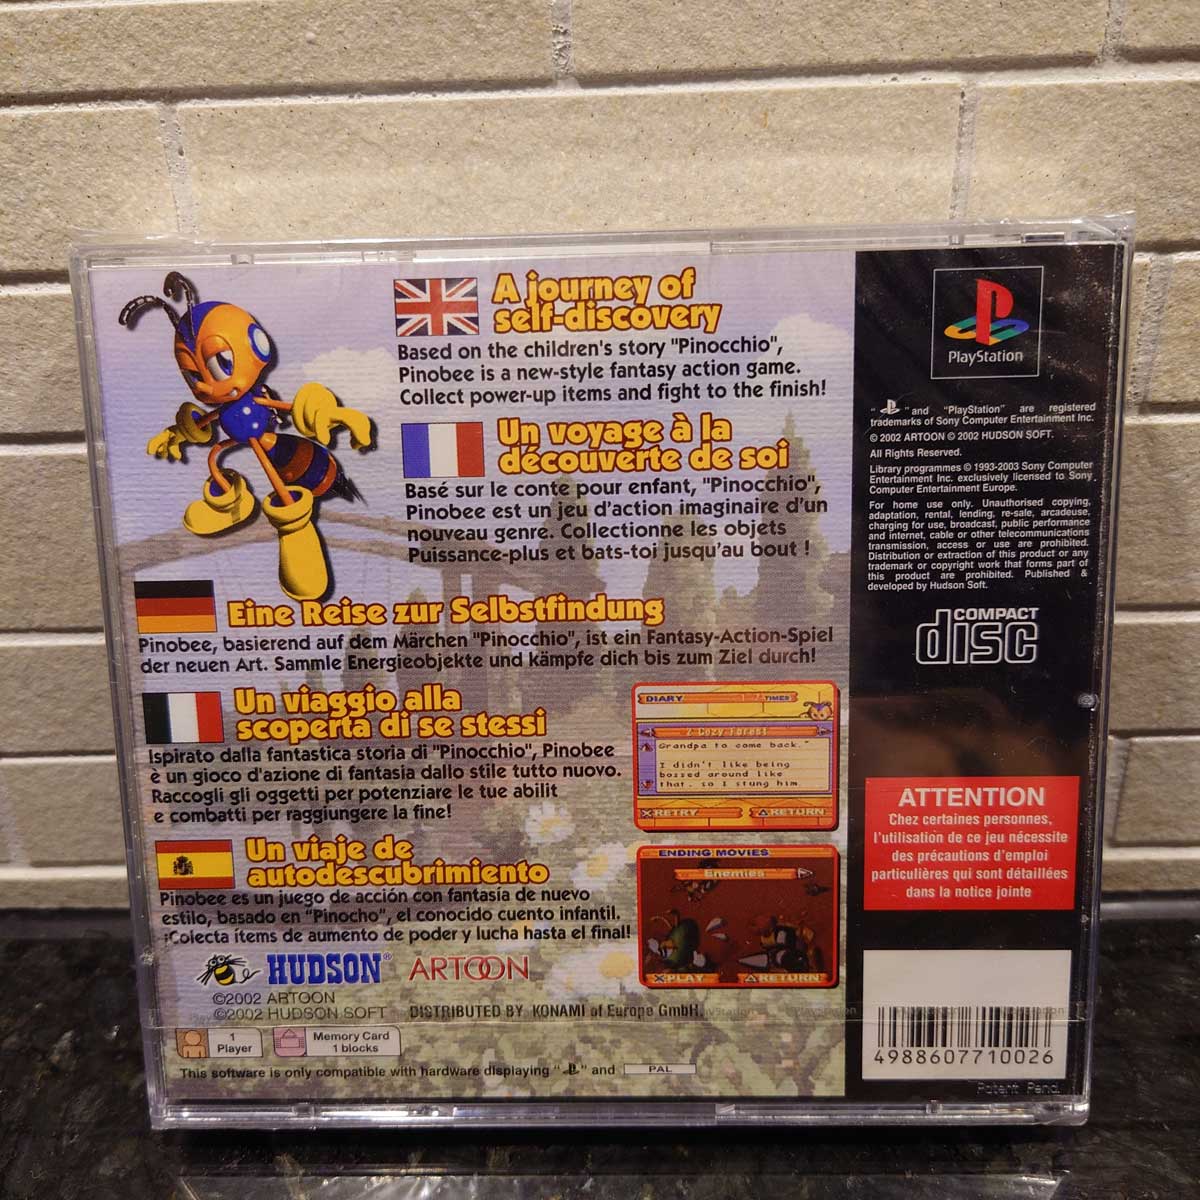 A journey of
self-discovery
Based on the children's story "Pinocchio",
Pinobee is a new-style fantasy action game.
Collect power-up items and fight to the finish!
Un voyage à la
découverte de soi
Basé sur le conte pour enfant, "Pinocchio",
Pinobee est un jeu d'action imaginaire d'un
nouveau genre. Collectionne les objets
Puissance-plus et bats-toi jusqu'au bout !
Eine Reise zur Selbstfindung
Pinobee, basierend auf dem Märchen "Pinocchio", ist ein Fantasy-Action-Spiel
der neuen Art. Sammle Energieobjekte und kämpfe dich bis zum Ziel durch!
Un viaggio alla
scoperta di se stessi
Ispirato dalla fantastica storia di "Pinocchio", Pinobee
è un gioco d'azione di fantasia dallo stile tutto nuovo.
Raccogli gli oggetti per potenziare le tue abilit
e combatti per raggiungere la fine!
Un viaje de
autodescubrimiento
Pinobee es un juego de acción con fantasía de nuevo
estilo, basado en "Pinocho", el conocido cuento infantil.
¡Colecta ítems de aumento de poder y lucha hasta el final!
DIARY TIMES
2 Cozy Forest
Grandpa to come back."
I didn't like being
bossed around like
that, so I stung him.
RETRY RETURN
ENDING MOVIES
Enemies
PLAY RETURN
HUDSON® ARTOON
©2002 ARTOON
©2002 HUDSON SOFT DISTRIBUTED BY KONAMI of Europe GmbH.
1
Player
Memory Card
1 blocks
This software is only compatible with hardware displaying " " and PAL
PlayStation
" " and "PlayStation" are registered
trademarks of Sony Computer Entertainment Inc.
© 2002 ARTOON © 2002 HUDSON SOFT.
All Rights Reserved.
Library programmes © 1993-2003 Sony Computer
Entertainment Inc. exclusively licensed to Sony
Computer Entertainment Europe.
For home use only. Unauthorised copying,
adaptation, rental, lending, re-sale, arcadeuse,
charging for use, broadcast, public performance
and internet, cable or other telecommunications
transmission, access or use are prohibited.
Distribution or extraction of this product or any
trademark or copyright work that forms part of
this product are prohibited. Published &
developed by Hudson Soft.
COMPACT
disc
ATTENTION
Chez certaines personnes,
l'utilisation de ce jeu nécessite
des précautions d'emploi
particulières qui sont détaillées
dans la notice jointe
4988607710026
Patent Pend.